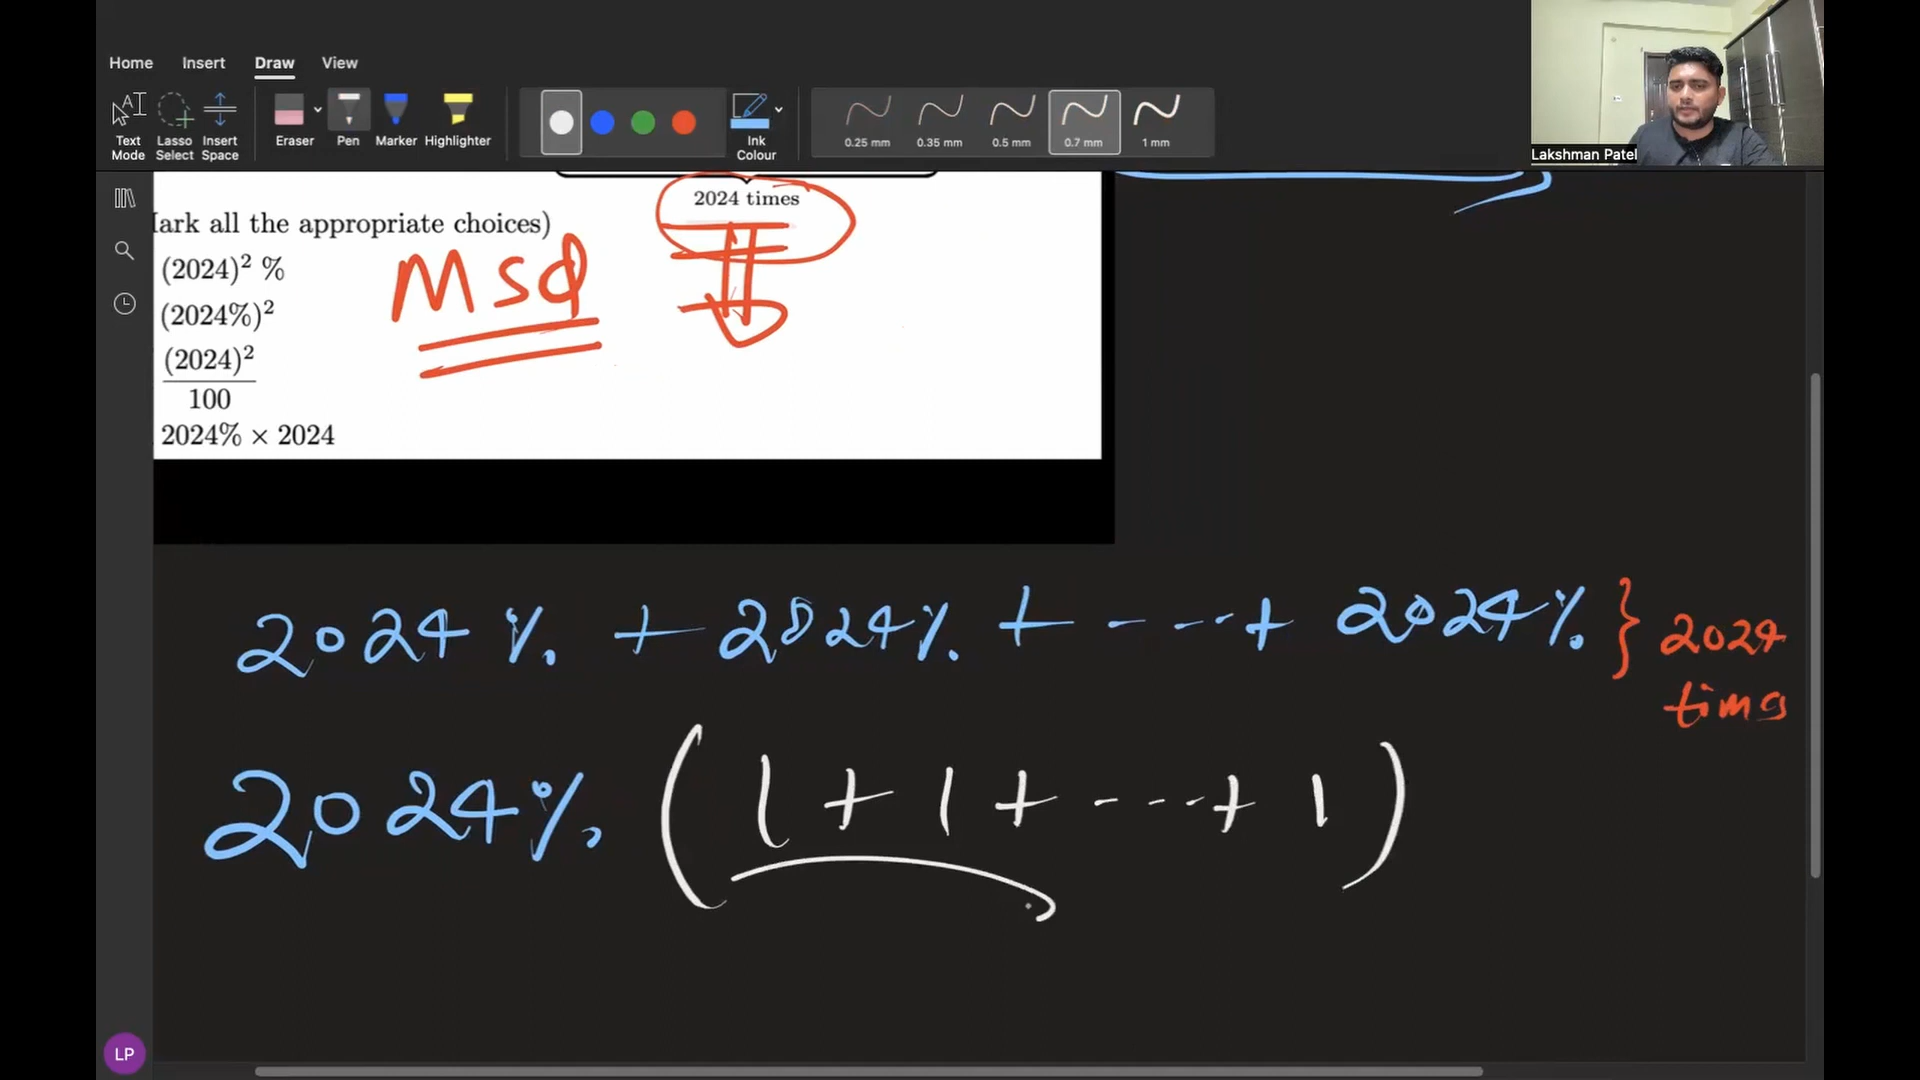 Home Insert Draw View
Text Mode Lasso Select Insert Space Eraser Pen Marker Highlighter Ink Colour 0.25 mm 0.35 mm 0.5 mm 0.7 mm 1 mm
Lakshman Patel
2024 times
ark all the appropriate choices)
(2024)² %
MSQ
(2024%)²
(2024)²
100
2024% × 2024
2024% + 2024% + ---+ 2024% } 2024
times
2024% (1 + 1 + ---+ 1)
LP